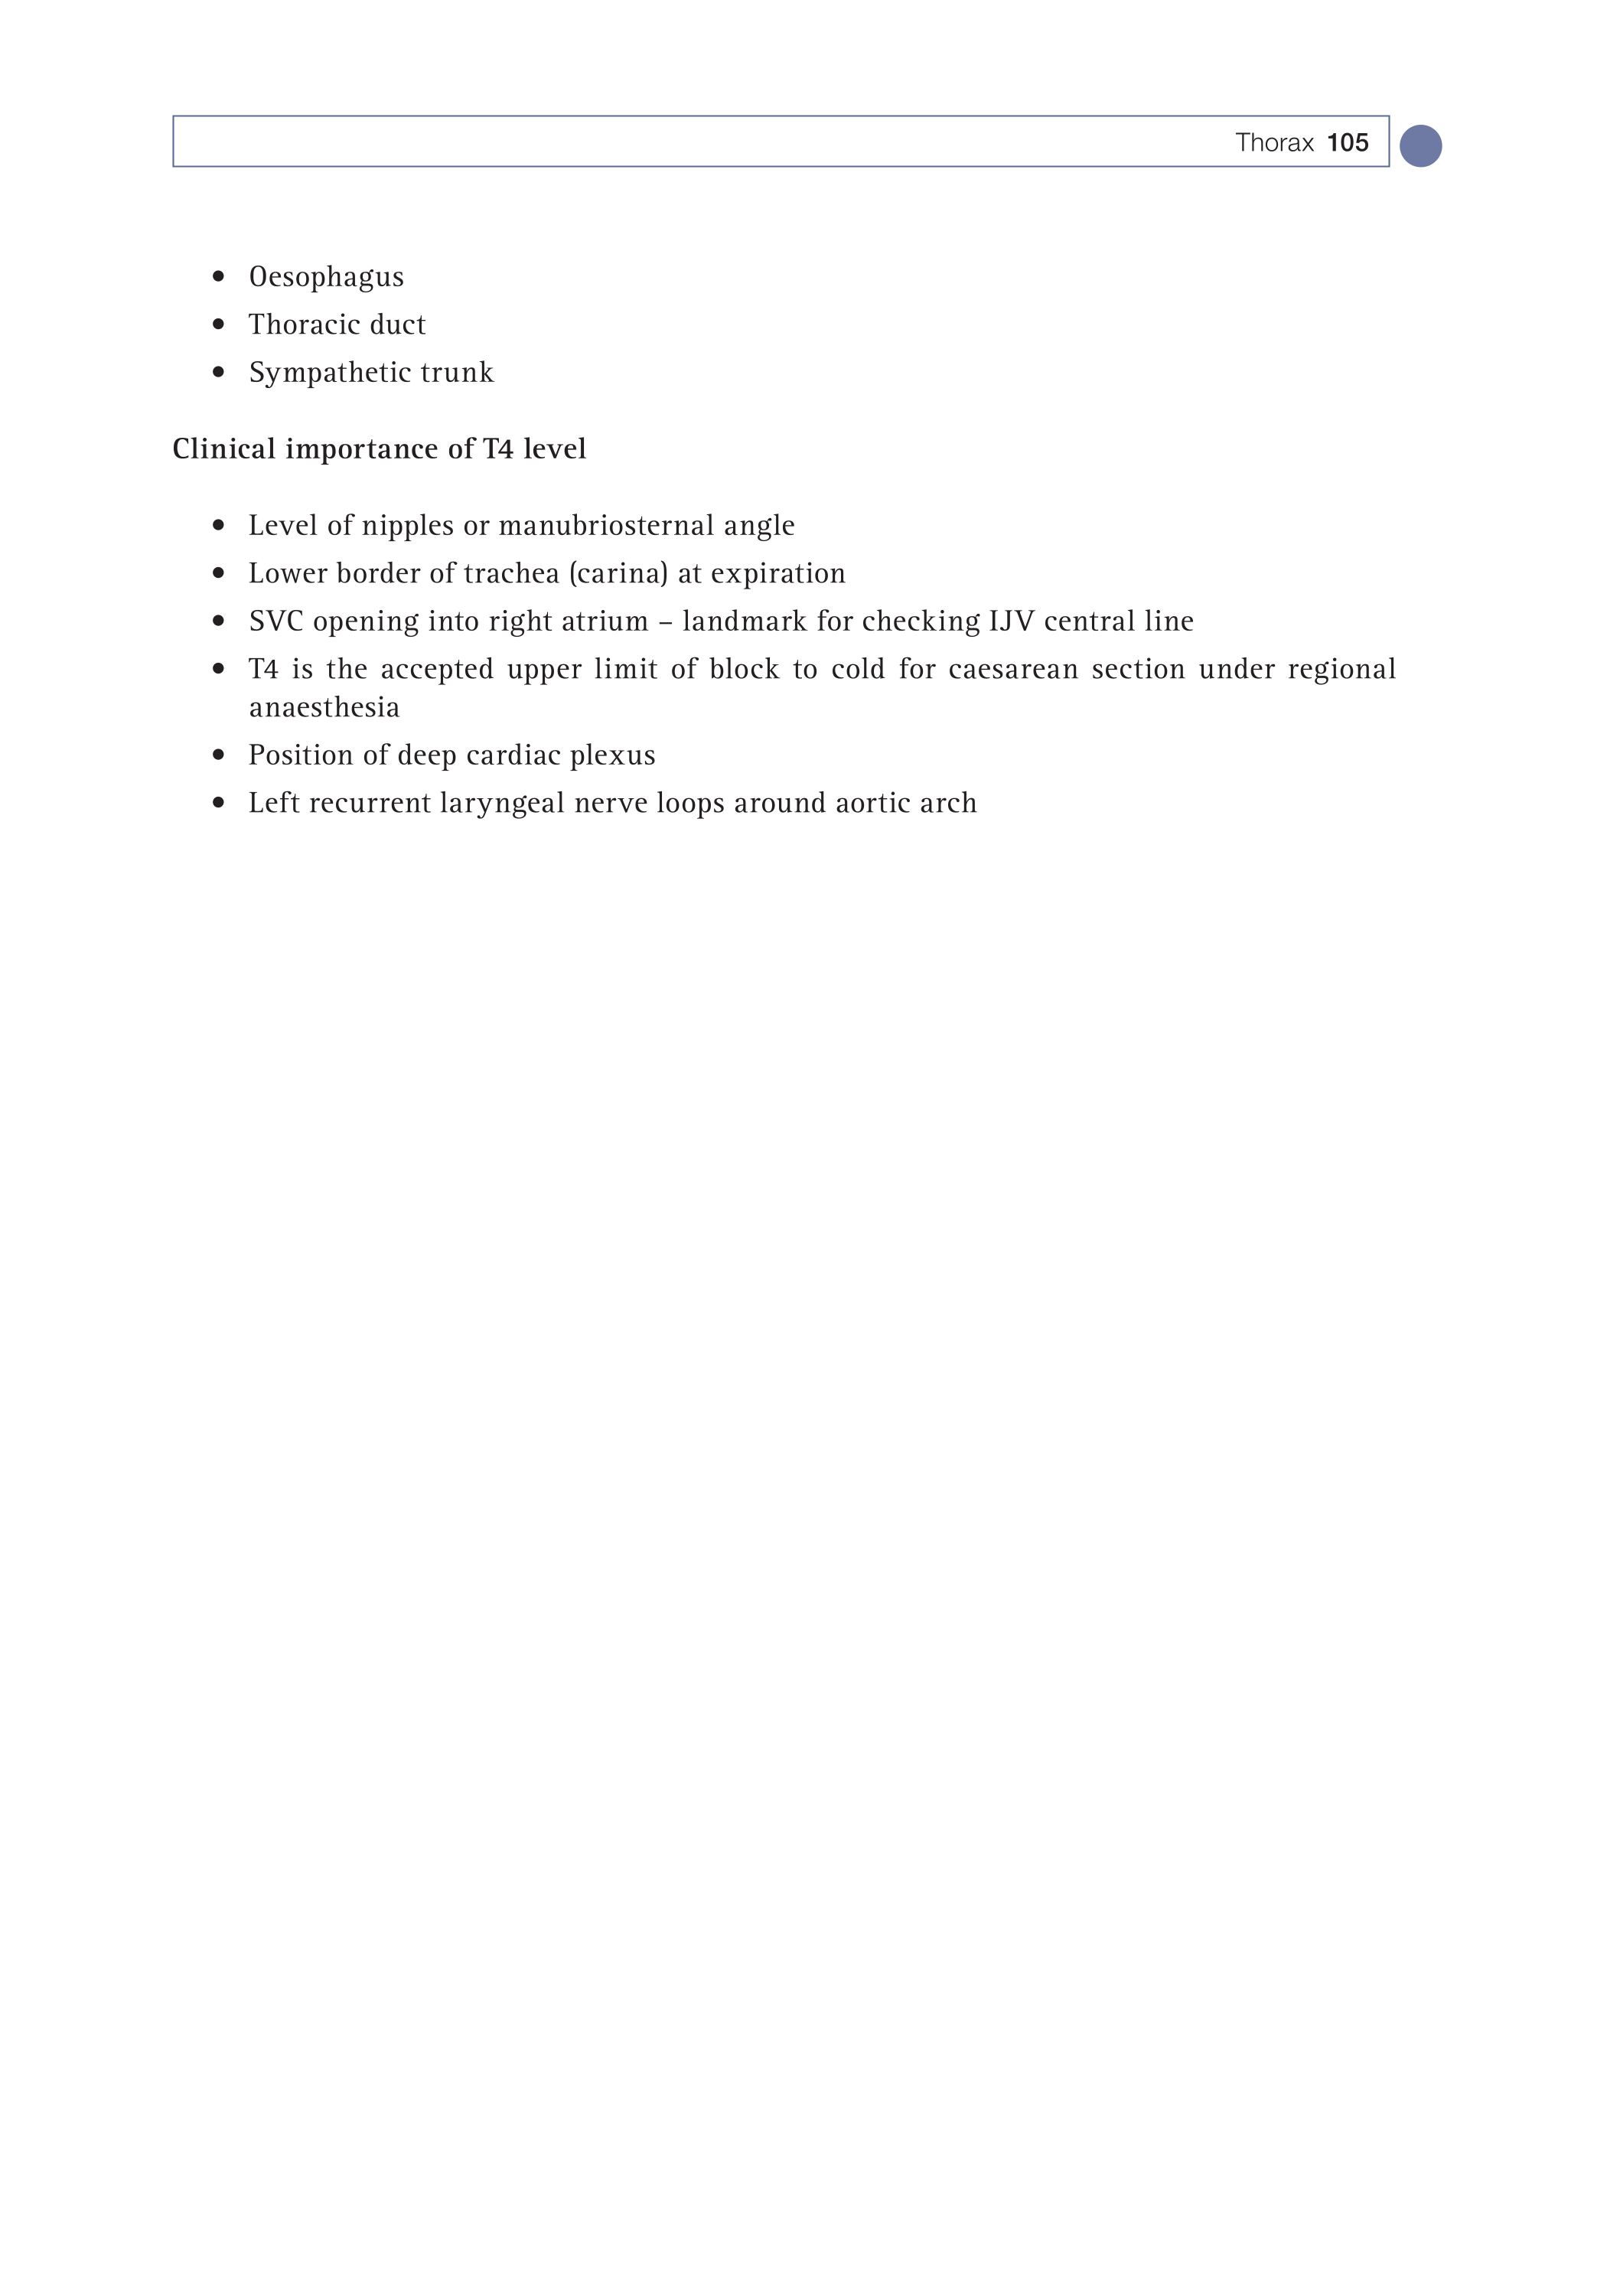 Thorax 105
• Oesophagus
• Thoracic duct
• Sympathetic trunk
Clinical importance of T4 level
• Level of nipples or manubriosternal angle
• Lower border of trachea (carina) at expiration
• SVC opening into right atrium – landmark for checking IJV central line
• T4 is the accepted upper limit of block to cold for caesarean section under regional
anaesthesia
• Position of deep cardiac plexus
• Left recurrent laryngeal nerve loops around aortic arch